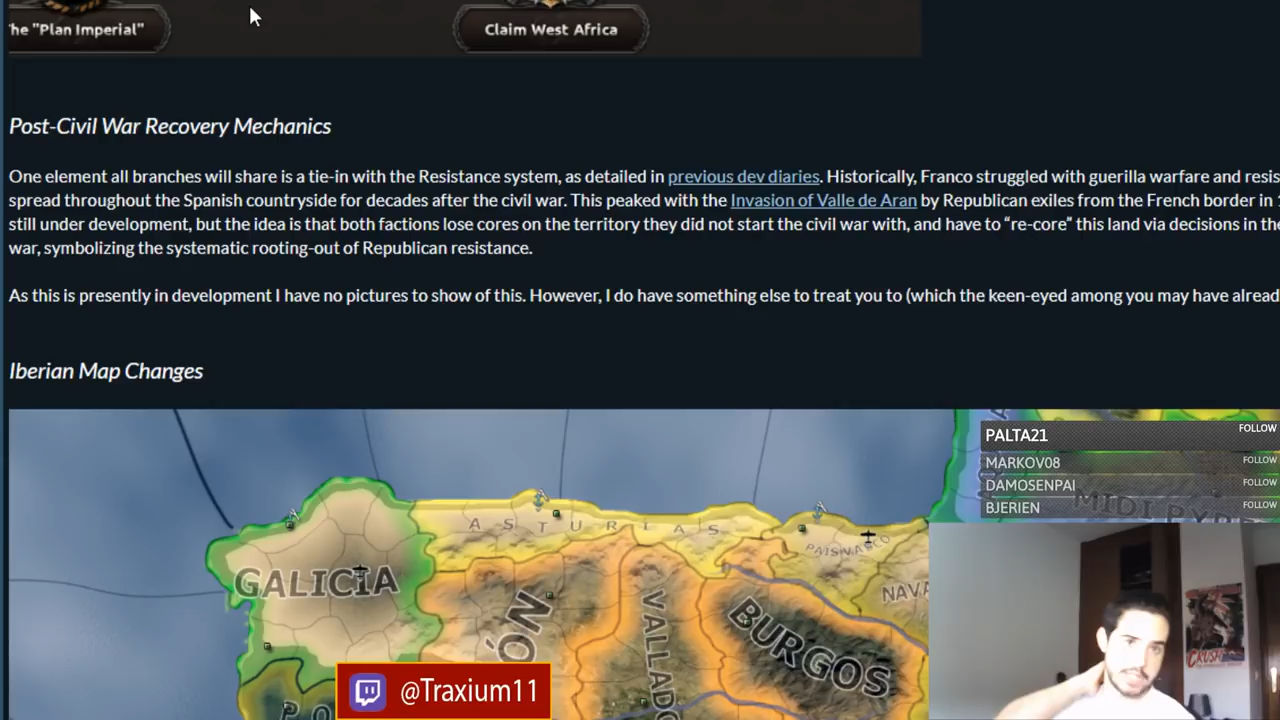 he "Plan Imperial"
Claim West Africa
Post-Civil War Recovery Mechanics
One element all branches will share is a tie-in with the Resistance system, as detailed in previous dev diaries. Historically, Franco struggled with guerilla warfare and resis
spread throughout the Spanish countryside for decades after the civil war. This peaked with the Invasion of Valle de Aran by Republican exiles from the French border in
still under development, but the idea is that both factions lose cores on the territory they did not start the civil war with, and have to “re-core” this land via decisions in the
war, symbolizing the systematic rooting-out of Republican resistance.
As this is presently in development I have no pictures to show of this. However, I do have something else to treat you to (which the keen-eyed among you may have alread
Iberian Map Changes
PALTA21 FOLLOW
MARKOV08 FOLLOW
DAMOSENPAI FOLLOW
BJERIEN FOLLOW
MIDI PYR
ASTURIAS
PAIS VASCO
GALICIA
NAVA
ÓN
VALLAD
BURGOS
CRUSH
@Traxium11
PO